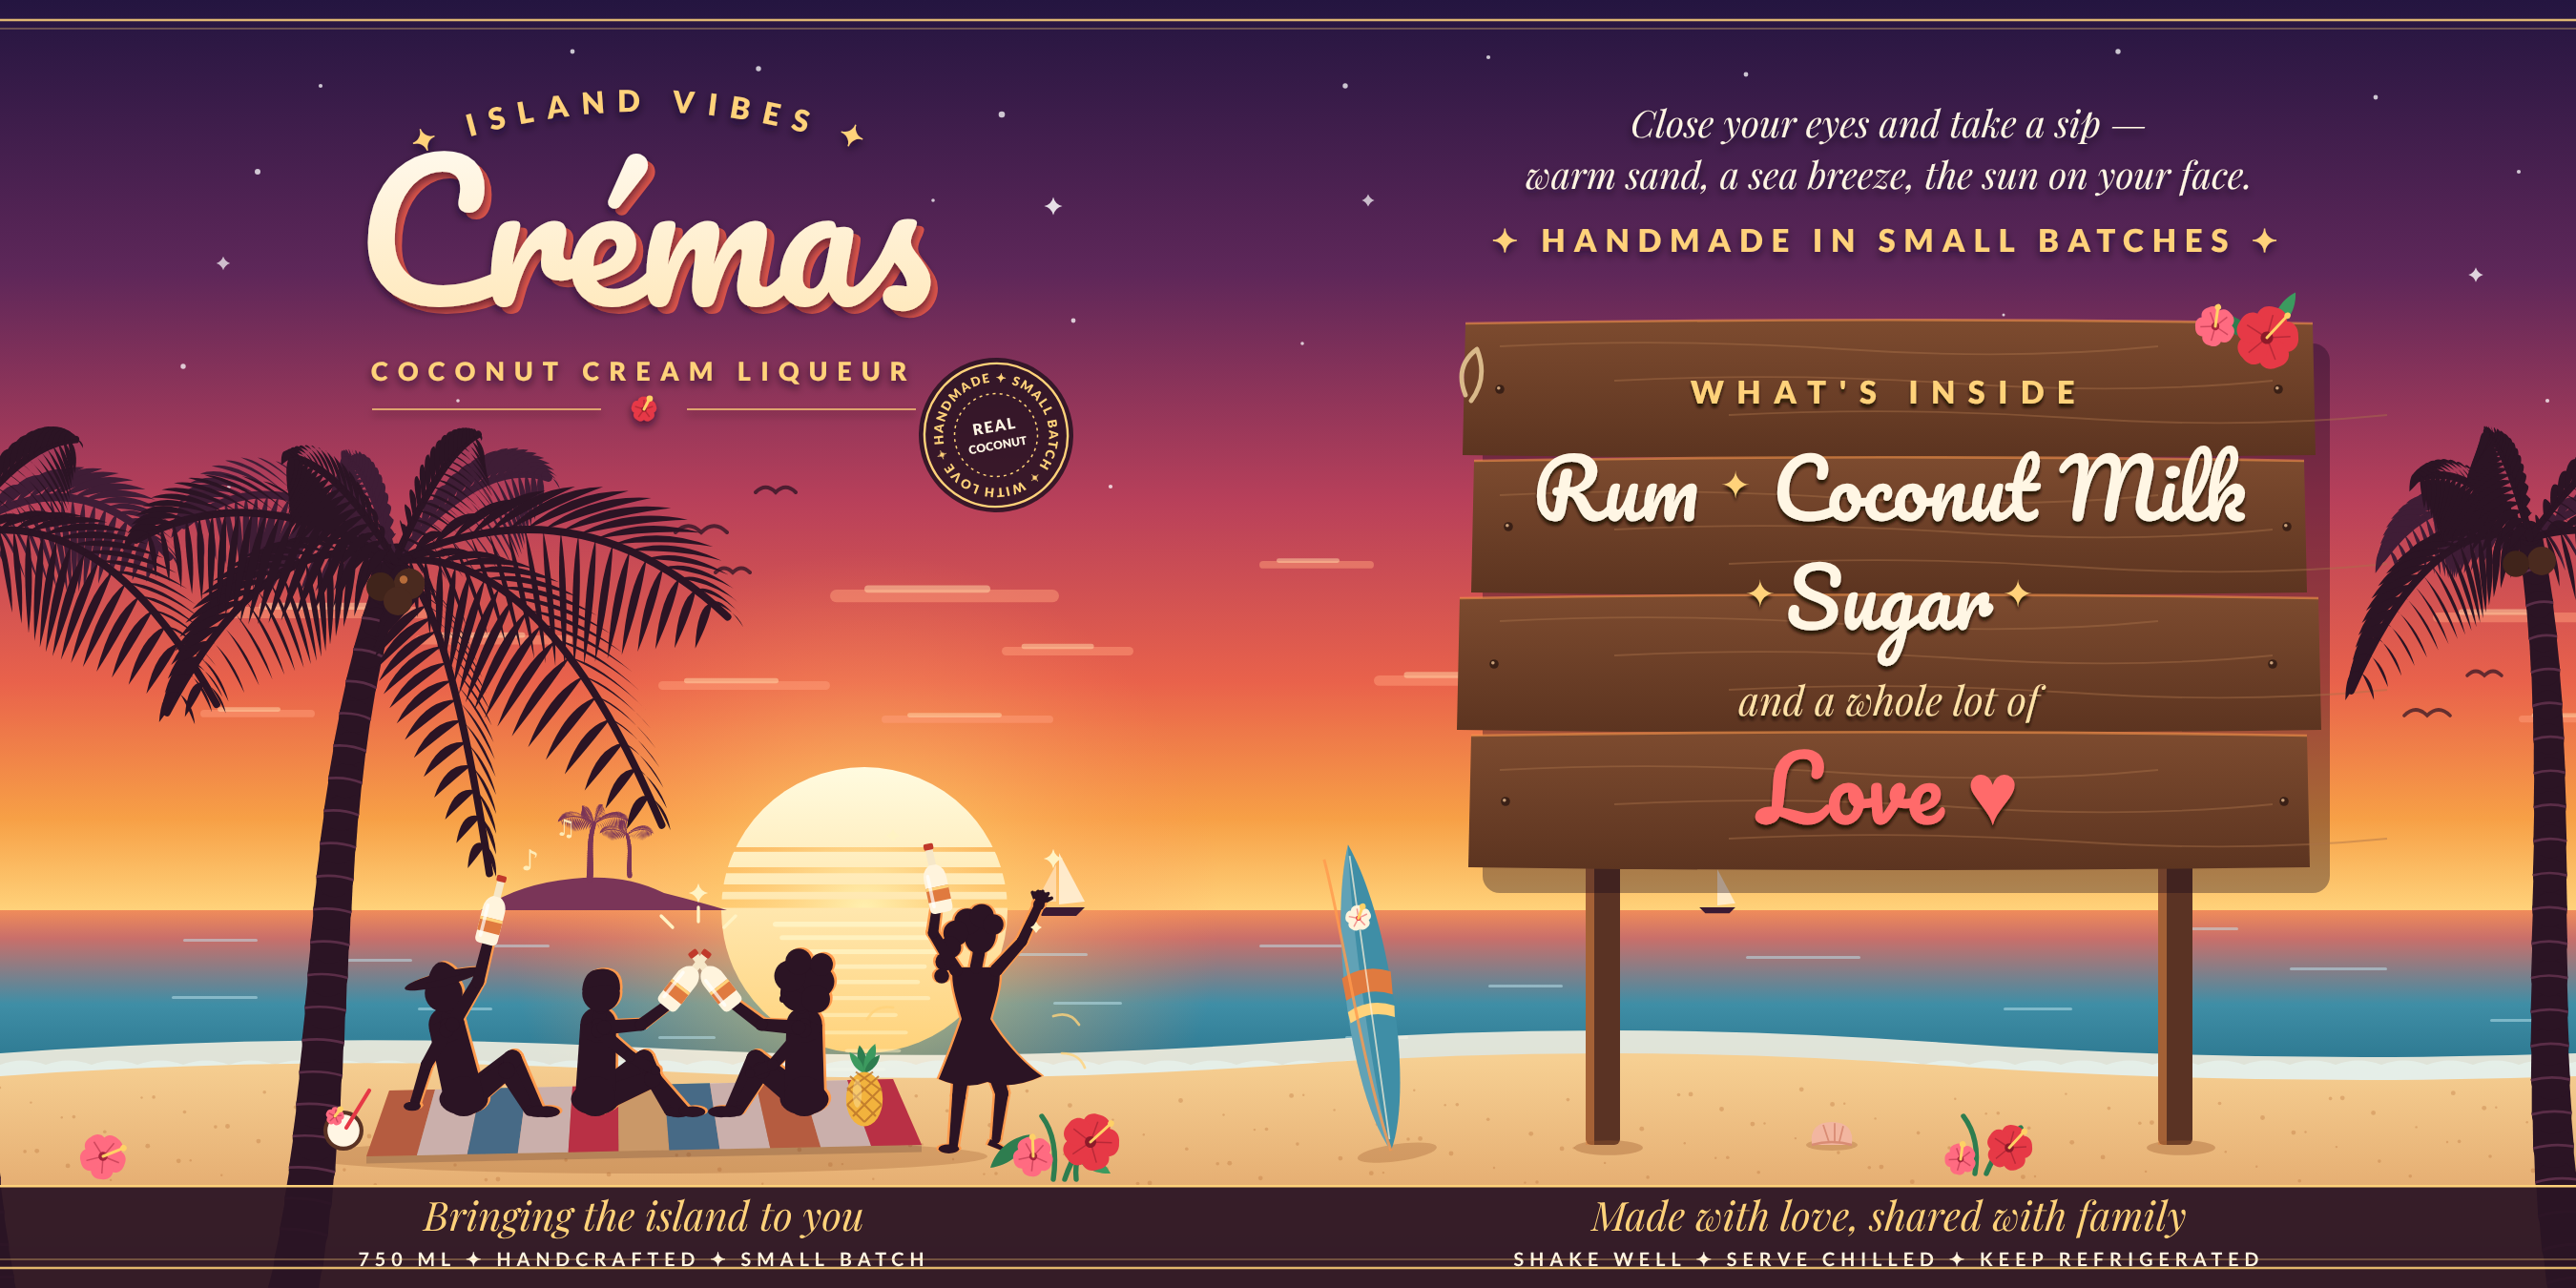 ✦ ISLAND VIBES ✦
Crémas
COCONUT CREAM LIQUEUR
HANDMADE ✦ SMALL BATCH ✦ WITH LOVE ✦
REAL
COCONUT
Bringing the island to you
750 ML ✦ HANDCRAFTED ✦ SMALL BATCH
Close your eyes and take a sip —
warm sand, a sea breeze, the sun on your face.
✦ HANDMADE IN SMALL BATCHES ✦
WHAT'S INSIDE
Rum ✦ Coconut Milk
✦ Sugar ✦
and a whole lot of
Love ♥
Made with love, shared with family
SHAKE WELL ✦ SERVE CHILLED ✦ KEEP REFRIGERATED